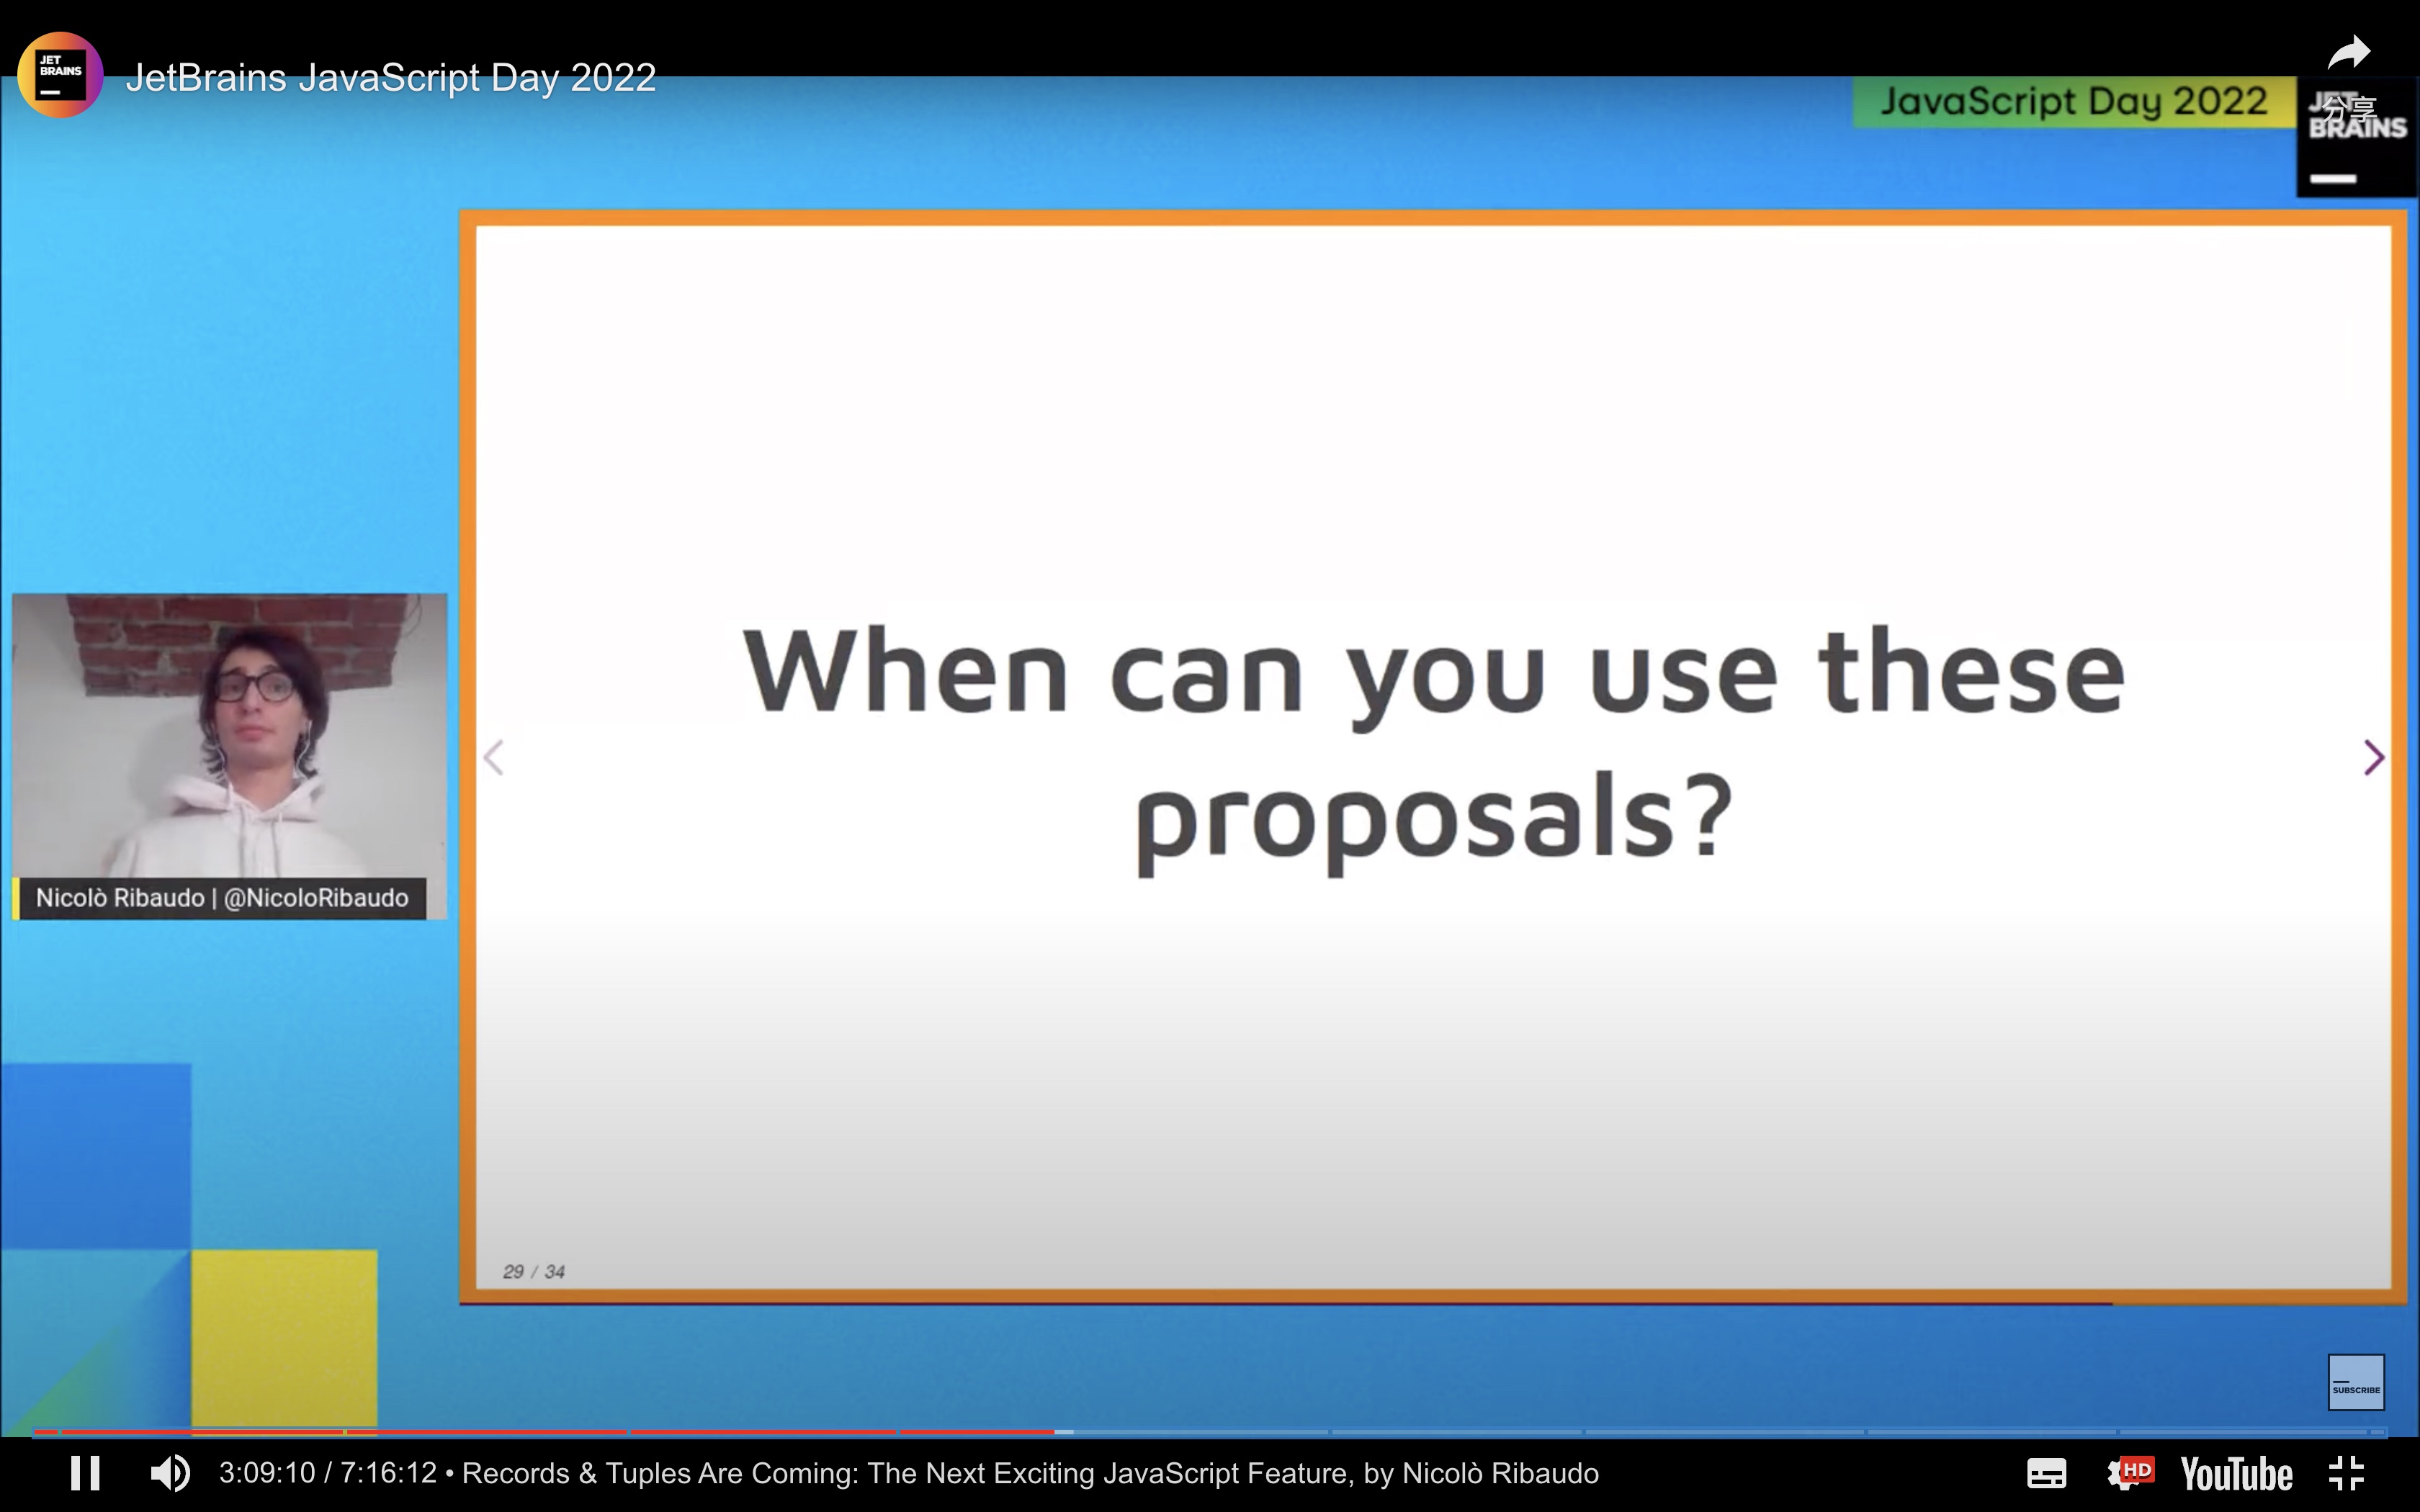 JET
BRAINS
JetBrains JavaScript Day 2022
JavaScript Day 2022
JET
BRAINS
分享
When can you use these
proposals?
Nicolò Ribaudo | @NicoloRibaudo
29 / 34
SUBSCRIBE
3:09:10 / 7:16:12 • Records & Tuples Are Coming: The Next Exciting JavaScript Feature, by Nicolò Ribaudo
HD
YouTube